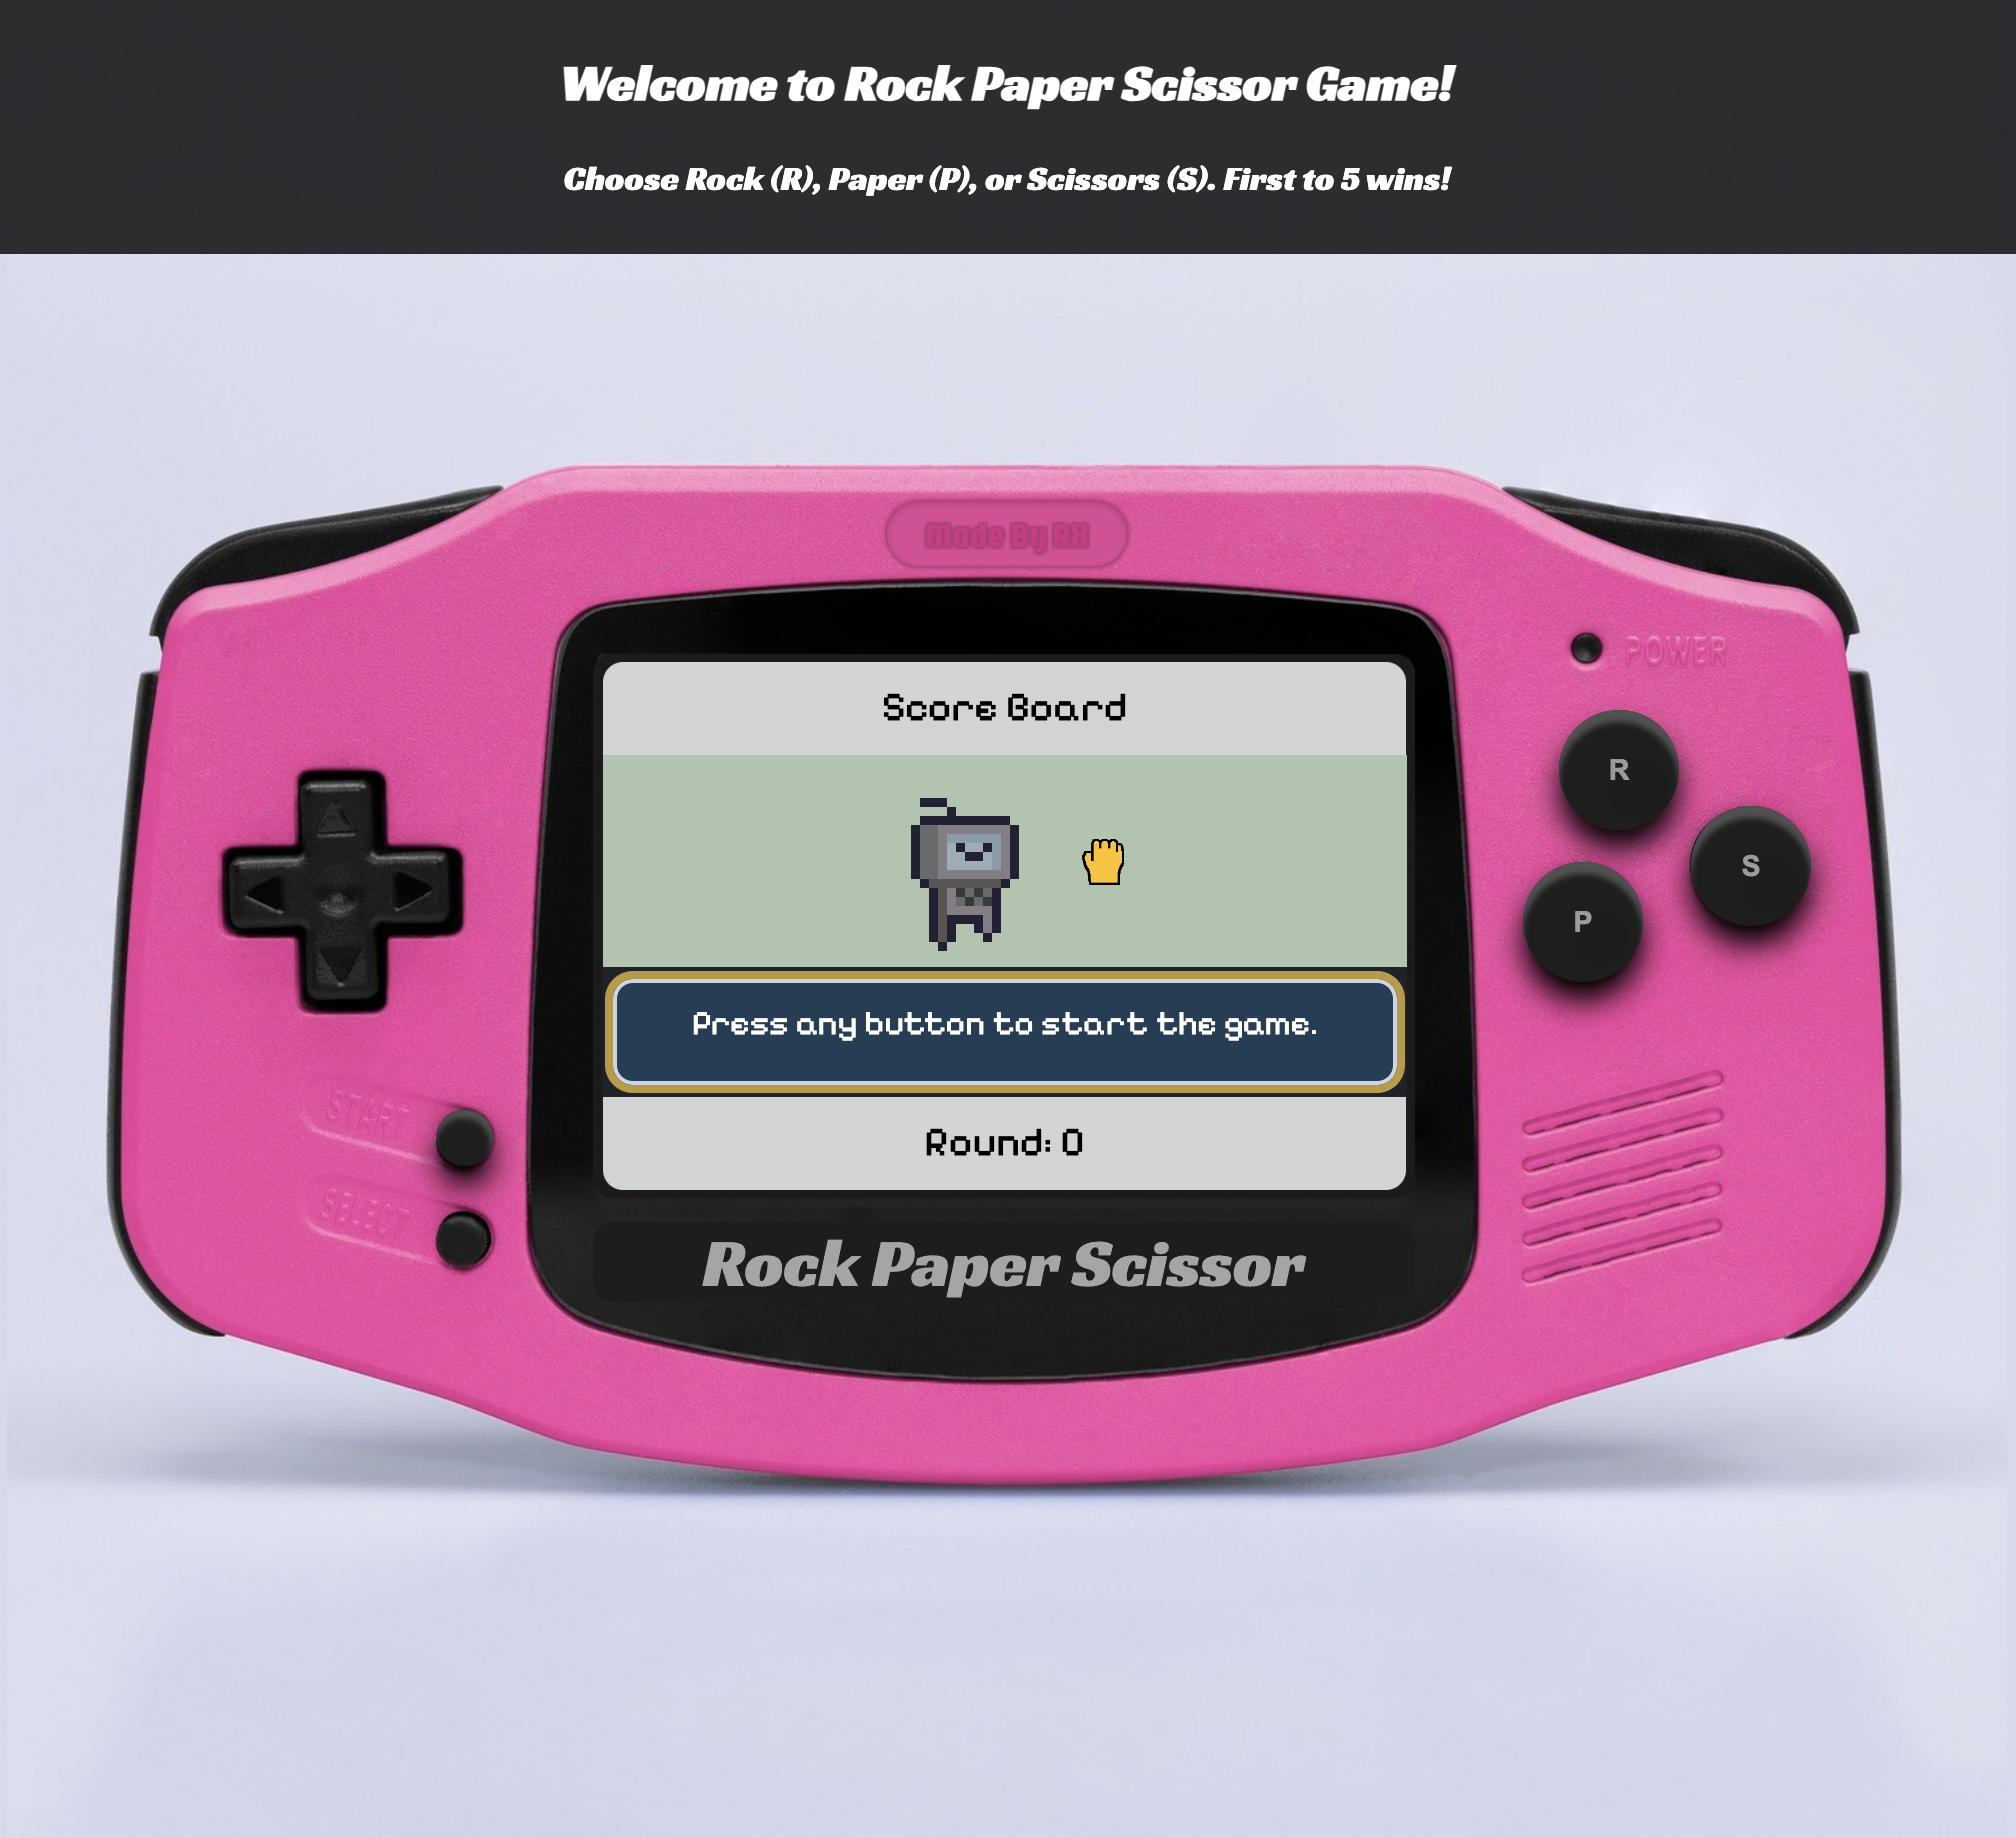 Welcome to Rock Paper Scissor Game!
Choose Rock (R), Paper (P), or Scissors (S). First to 5 wins!
Made By RX
POWER
Score Board
R
S
P
Press any button to start the game.
START
Round: 0
SELECT
Rock Paper Scissor